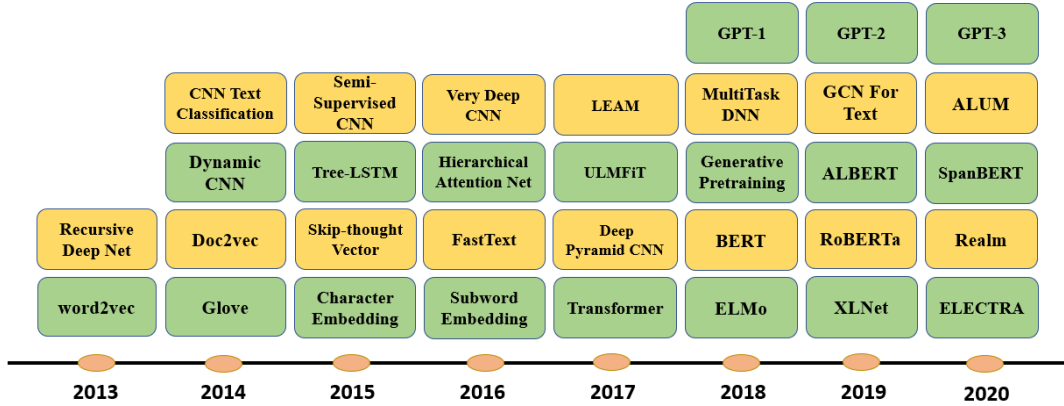 GPT-1
GPT-2
GPT-3
CNN Text
Classification
Semi-
Supervised
CNN
Very Deep
CNN
LEAM
MultiTask
DNN
GCN For
Text
ALUM
Dynamic
CNN
Tree-LSTM
Hierarchical
Attention Net
ULMFiT
Generative
Pretraining
ALBERT
SpanBERT
Recursive
Deep Net
Doc2vec
Skip-thought
Vector
FastText
Deep
Pyramid CNN
BERT
RoBERTa
Realm
word2vec
Glove
Character
Embedding
Subword
Embedding
Transformer
ELMo
XLNet
ELECTRA
2013
2014
2015
2016
2017
2018
2019
2020